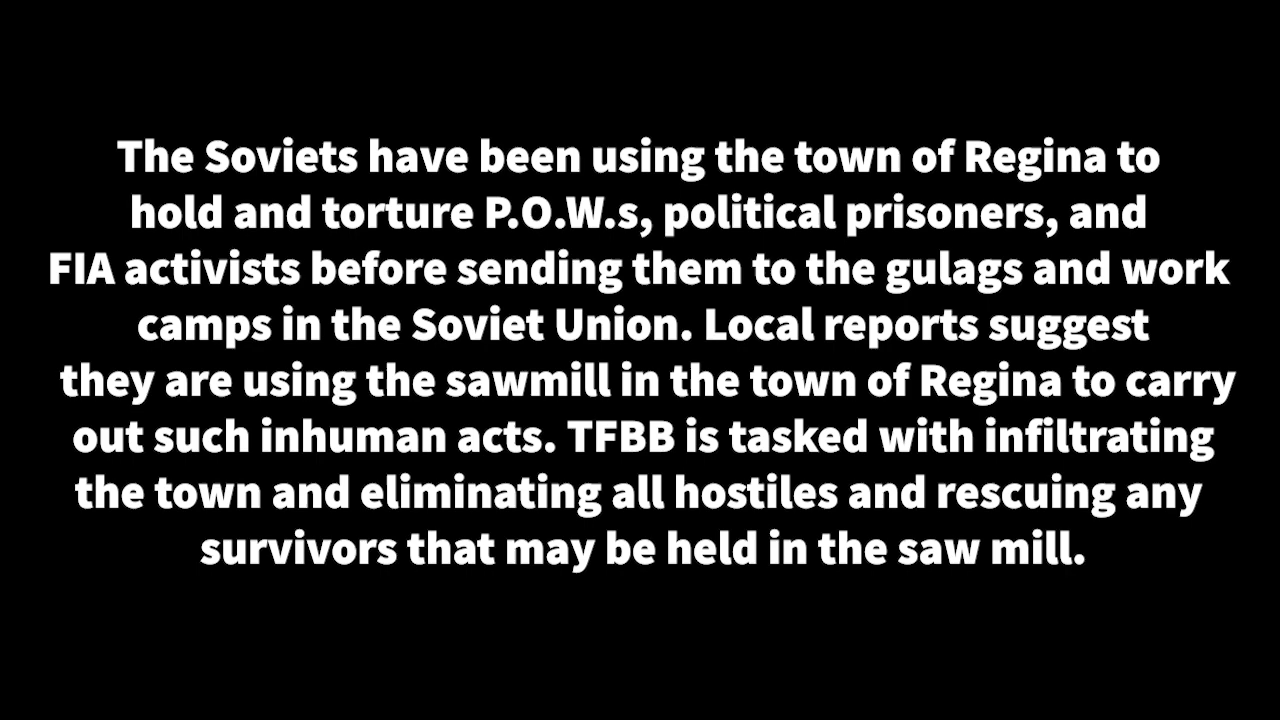 The Soviets have been using the town of Regina to
hold and torture P.O.W.s, political prisoners, and
FIA activists before sending them to the gulags and work
camps in the Soviet Union. Local reports suggest
they are using the sawmill in the town of Regina to carry
out such inhuman acts. TFBB is tasked with infiltrating
the town and eliminating all hostiles and rescuing any
survivors that may be held in the saw mill.